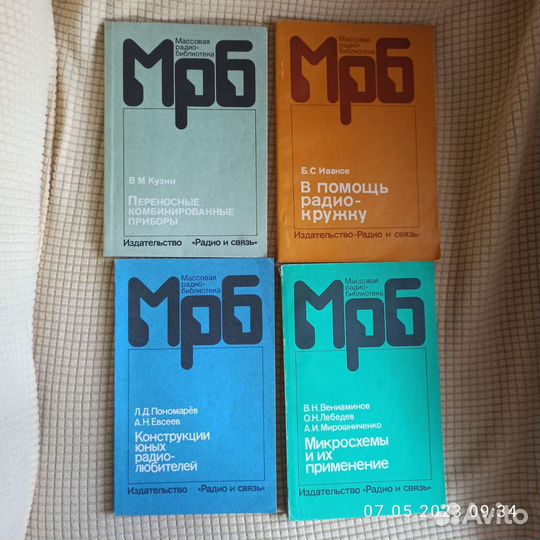 Массовая
радио-
библиотека
Мрб
В.М.Кузин
Переносные
комбинированные
приборы
Издательство «Радио и связь»
Массовая
радио-
библиотека
Мрб
Б.С.Иванов
В помощь
радио-
кружку
Издательство «Радио и связь»
Массовая
радио-
библиотека
Мрб
Л.Д.Пономарёв
А.Н.Евсеев
Конструкции
юных
радио-
любителей
Издательство «Радио и связь»
Массовая
радио-
библиотека
Мрб
В.Н.Вениаминов
О.Н.Лебедев
А.И.Мирошниченко
Микросхемы
и их
применение
Издательство „Радио и связь"
07.05.2023 09:34
Avito